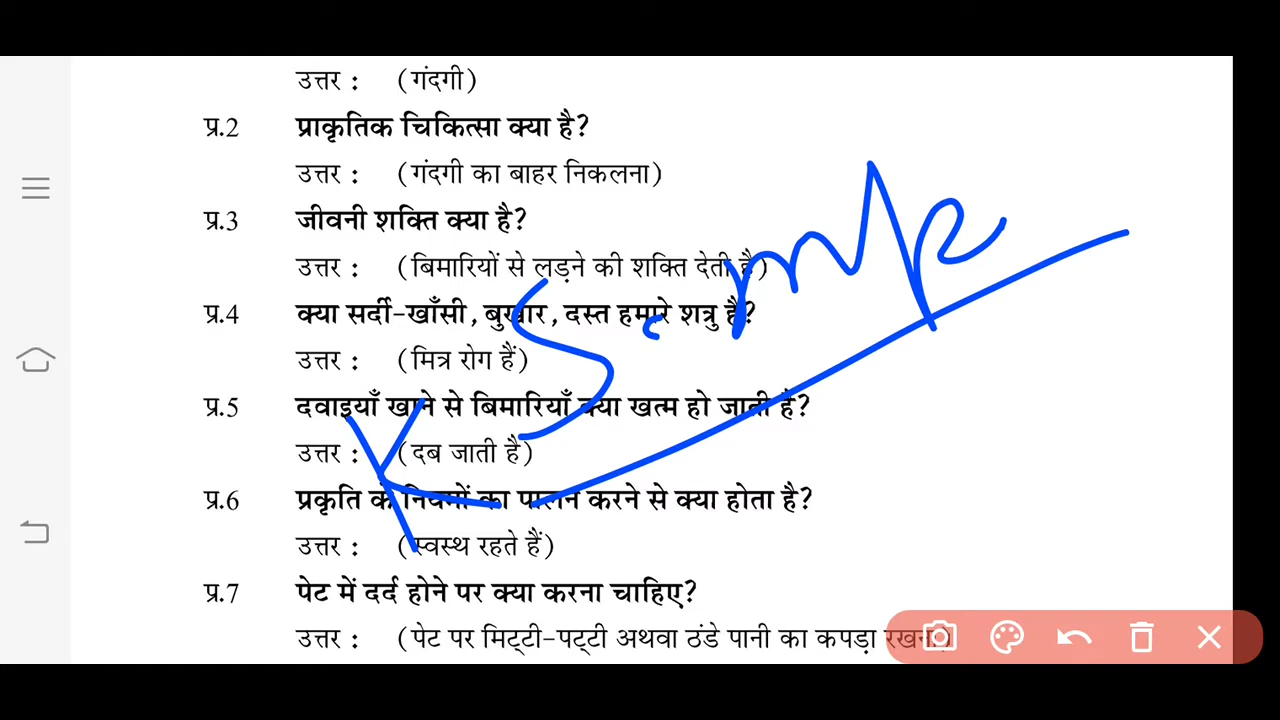 उत्तर : (गंदगी)
प्र.2 प्राकृतिक चिकित्सा क्या है?
उत्तर : (गंदगी का बाहर निकलना)
प्र.3 जीवनी शक्ति क्या है?
उत्तर : (बिमारियों से लड़ने की शक्ति देती है)
प्र.4 क्या सर्दी-खाँसी, बुखार, दस्त हमारे शत्रु है?
उत्तर : (मित्र रोग हैं)
प्र.5 दवाइयाँ खाने से बिमारियाँ क्या खत्म हो जाती है?
उत्तर : (दब जाती है)
प्र.6 प्रकृति के नियमों का पालन करने से क्या होता है?
उत्तर : (स्वस्थ रहते हैं)
प्र.7 पेट में दर्द होने पर क्या करना चाहिए?
उत्तर : (पेट पर मिट्टी-पट्टी अथवा ठंडे पानी का कपड़ा रखना)